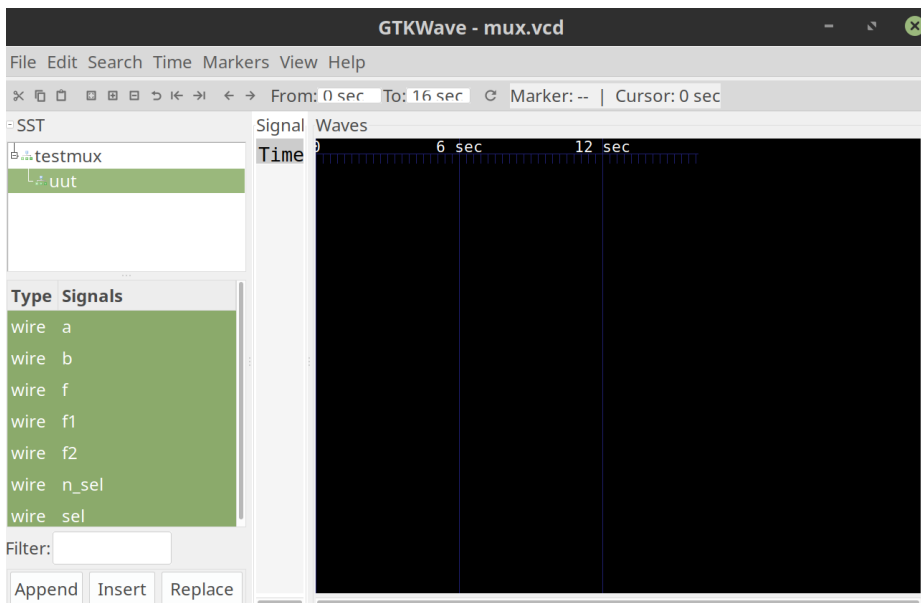 GTKWave - mux.vcd
File Edit Search Time Markers View Help
From: 0 sec To: 16 sec Marker: -- | Cursor: 0 sec
SST
Signal
Waves
testmux
uut
Time
0 6 sec 12 sec
Type Signals
wire a
wire b
wire f
wire f1
wire f2
wire n_sel
wire sel
Filter:
Append Insert Replace